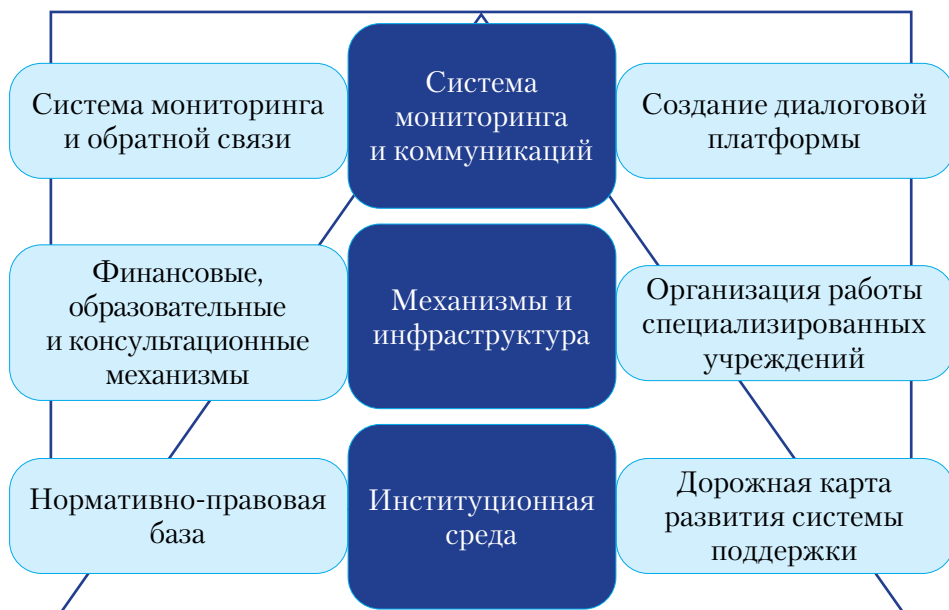 Система мониторинга
и обратной связи
Система
мониторинга
и коммуникаций
Создание диалоговой
платформы
Финансовые,
образовательные
и консультационные
механизмы
Механизмы и
инфраструктура
Организация работы
специализированных
учреждений
Нормативно-правовая
база
Институционная
среда
Дорожная карта
развития системы
поддержки